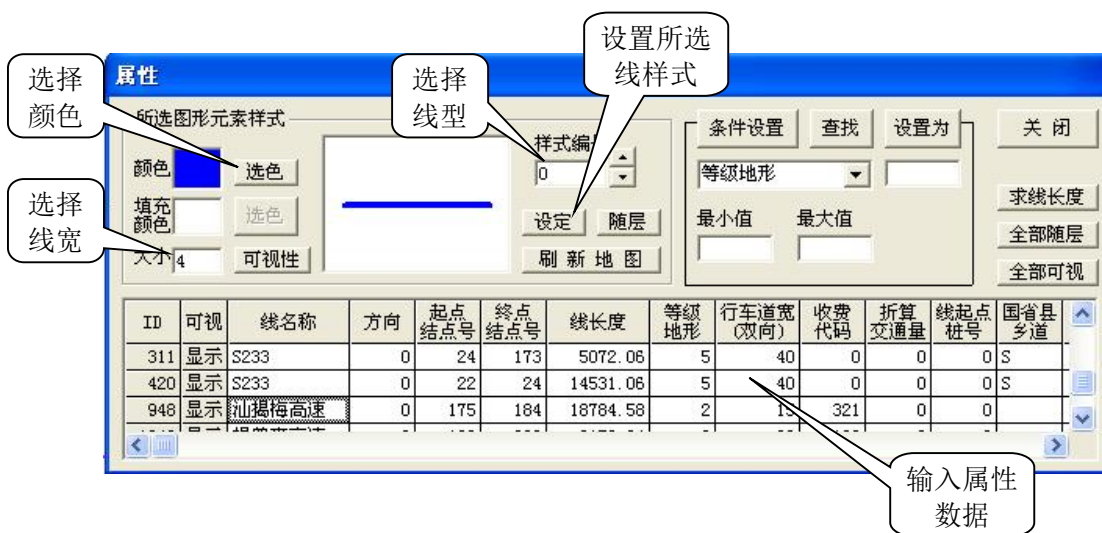 设置所选
线样式
选择
颜色
选择
线型
属性
所选图形元素样式
样式编号
条件设置 查找 设置为 关 闭
颜色 选色
0
等级地形
填充
颜色 选色
选择
线宽
设定 随层
最小值 最大值
求线长度
全部随层
大小 4 可视性 刷 新 地 图
全部可视
ID 可视 线名称 方向 起点结点号 终点结点号 线长度 等级地形 行车道宽(双向) 收费代码 折算交通量 线起点桩号 国省县乡道
311 显示 S233 0 24 173 5072.06 5 40 0 0 0 S
420 显示 S233 0 22 24 14531.06 5 40 0 0 0 S
948 显示 汕揭梅高速 0 175 184 18784.58 2 15 321 0 0
输入属性
数据